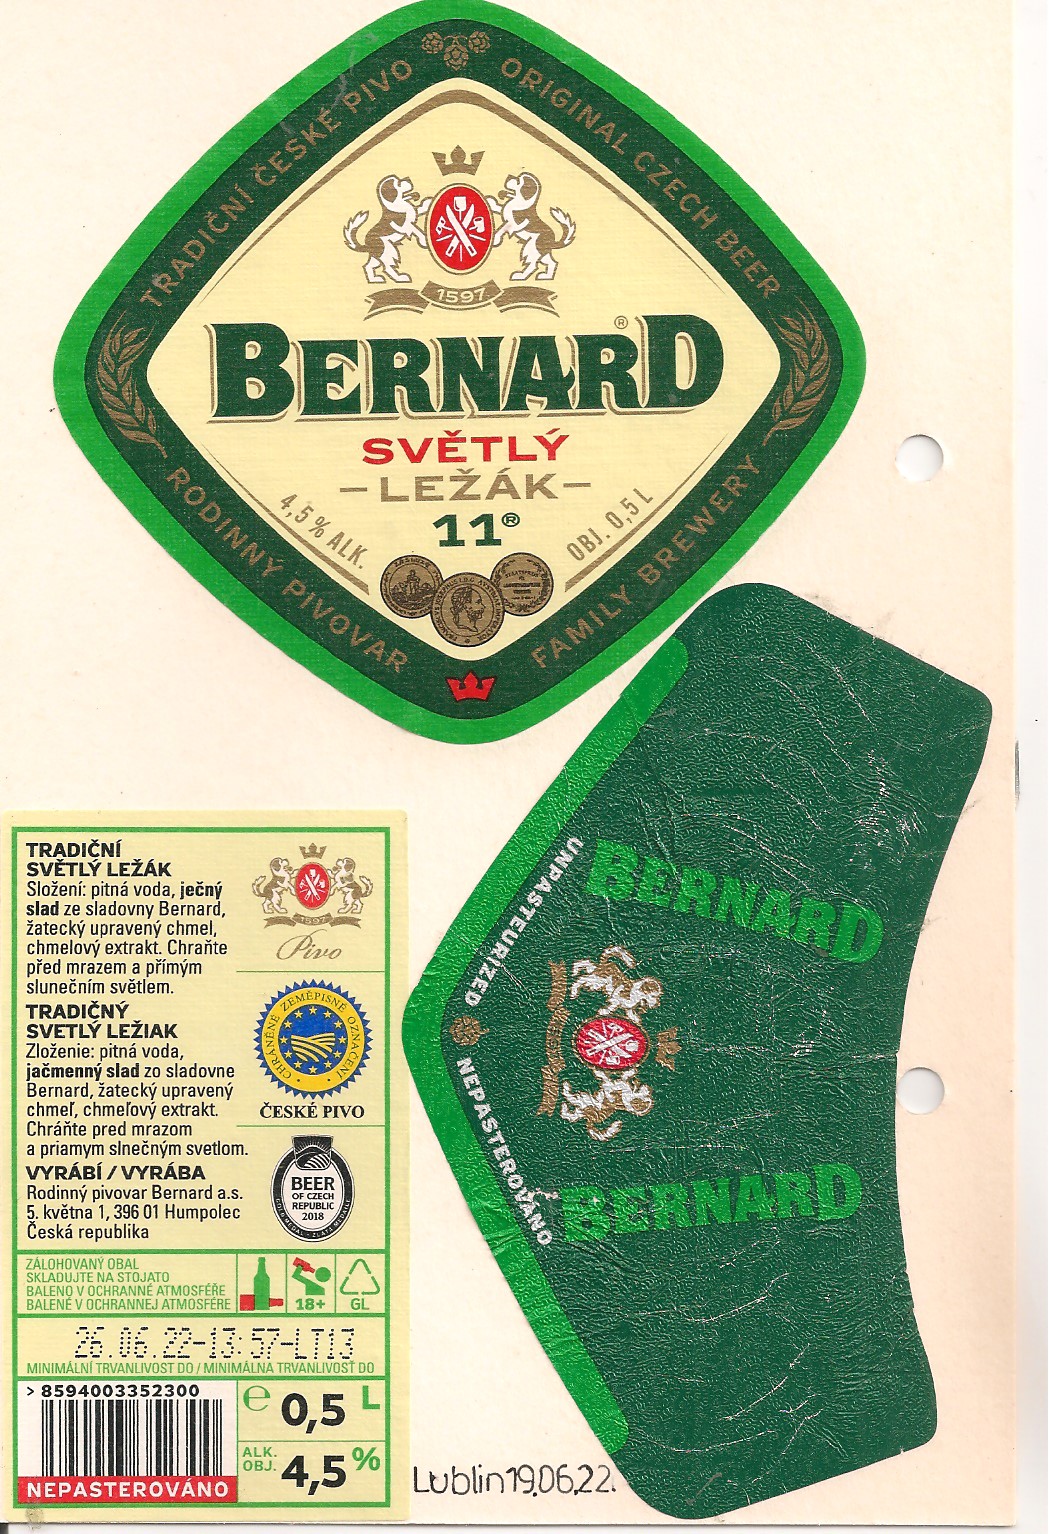 TRADIČNÍ ČESKÉ PIVO
ORIGINAL CZECH BEER
1597
BERNARD®
SVĚTLÝ
–LEŽÁK–
11®
4,5% ALK.
OBJ. 0,5 L
RODINNÝ PIVOVAR
FAMILY BREWERY
UNPASTEURIZED
NEPASTEROVÁNO
BERNARD
BERNARD
TRADIČNÍ
SVĚTLÝ LEŽÁK
Složení: pitná voda, ječný
slad ze sladovny Bernard,
žatecký upravený chmel,
chmelový extrakt. Chraňte
před mrazem a přímým
slunečním světlem.
TRADIČNÝ
SVETLÝ LEŽIAK
Zloženie: pitná voda,
jačmenný slad zo sladovne
Bernard, žatecký upravený
chmeľ, chmeľový extrakt.
Chráňte pred mrazom
a priamym slnečným svetlom.
VYRÁBÍ / VYRÁBA
Rodinný pivovar Bernard a.s.
5. května 1, 396 01 Humpolec
Česká republika
1597
Pivo
CHRÁNĚNÉ ZEMĚPISNÉ OZNAČENÍ
ČESKÉ PIVO
BEER
OF CZECH
REPUBLIC
2018
ZÁLOHOVANÝ OBAL
SKLADUJTE NA STOJATO
BALENO V OCHRANNÉ ATMOSFÉŘE
BALENÉ V OCHRANNEJ ATMOSFÉRE
18+
GL
26.06.22-13:57-LT13
MINIMÁLNÍ TRVANLIVOST DO / MINIMÁLNA TRVANLIVOSŤ DO
> 8594003352300
NEPASTEROVÁNO
e 0,5 L
ALK.
OBJ. 4,5%
Lublin 19.06.22.